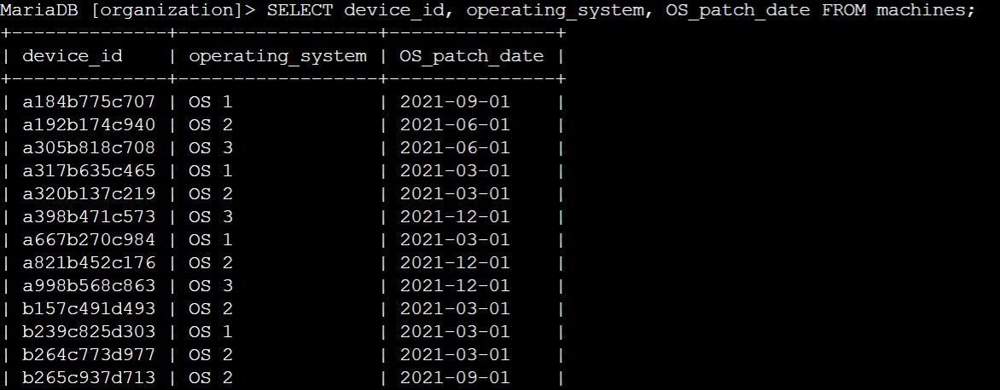 MariaDB [organization]> SELECT device_id, operating_system, OS_patch_date FROM machines;
+--------------+------------------+---------------+
| device_id    | operating_system | OS_patch_date |
+--------------+------------------+---------------+
| a184b775c707 | OS 1             | 2021-09-01    |
| a192b174c940 | OS 2             | 2021-06-01    |
| a305b818c708 | OS 3             | 2021-06-01    |
| a317b635c465 | OS 1             | 2021-03-01    |
| a320b137c219 | OS 2             | 2021-03-01    |
| a398b471c573 | OS 3             | 2021-12-01    |
| a667b270c984 | OS 1             | 2021-03-01    |
| a821b452c176 | OS 2             | 2021-12-01    |
| a998b568c863 | OS 3             | 2021-12-01    |
| b157c491d493 | OS 2             | 2021-03-01    |
| b239c825d303 | OS 1             | 2021-03-01    |
| b264c773d977 | OS 2             | 2021-03-01    |
| b265c937d713 | OS 2             | 2021-09-01    |